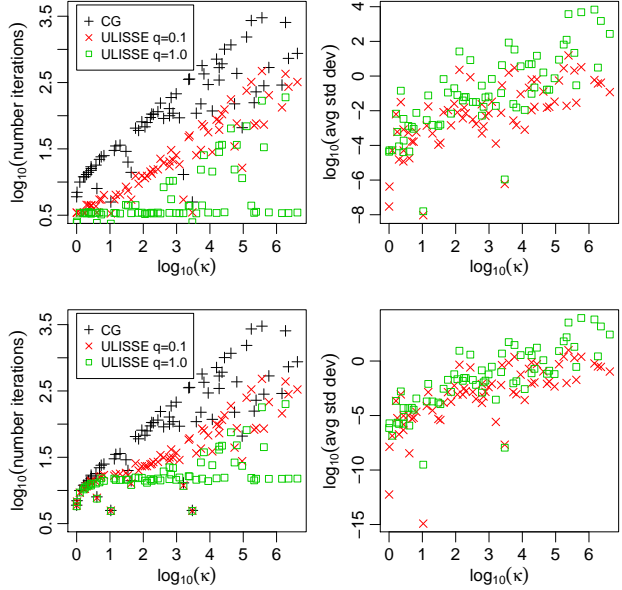 CG
ULISSE q=0.1
ULISSE q=1.0
log10(number iterations)
0.5 1.5 2.5 3.5
0 1 2 3 4 5 6
log10(κ)
log10(avg std dev)
−8 −6 −4 −2 0 2 4
0 1 2 3 4 5 6
log10(κ)
CG
ULISSE q=0.1
ULISSE q=1.0
log10(number iterations)
0.5 1.5 2.5 3.5
0 1 2 3 4 5 6
log10(κ)
log10(avg std dev)
−15 −10 −5 0
0 1 2 3 4 5 6
log10(κ)